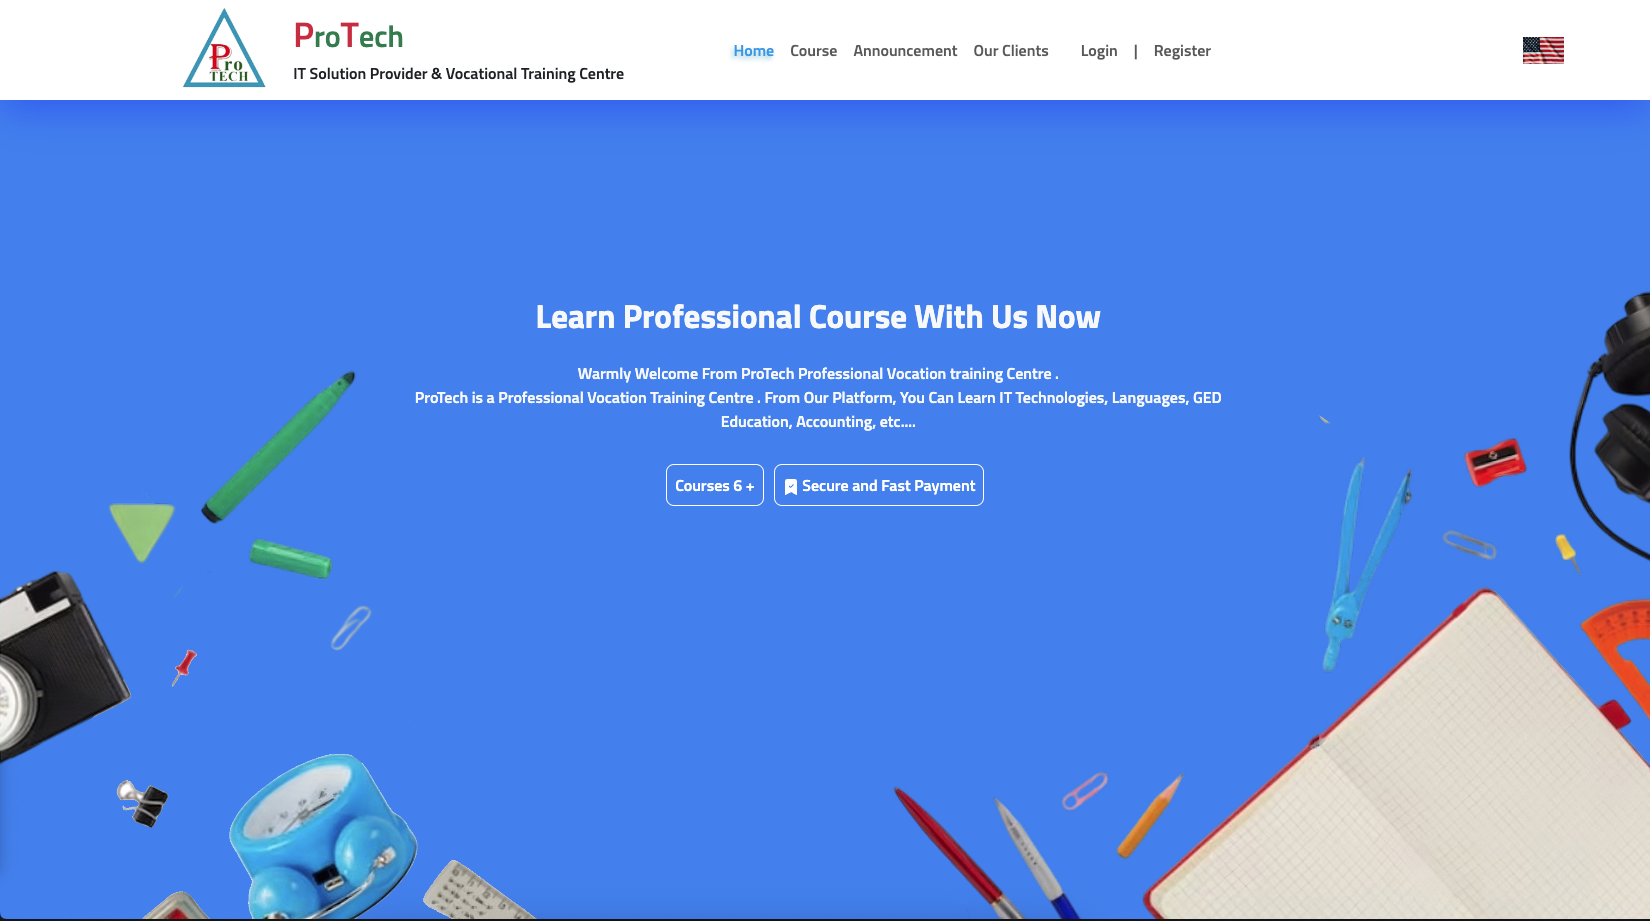 Pro
TECH
ProTech
IT Solution Provider & Vocational Training Centre
Home
Course
Announcement
Our Clients
Login
|
Register
Learn Professional Course With Us Now
Warmly Welcome From ProTech Professional Vocation training Centre .
ProTech is a Professional Vocation Training Centre . From Our Platform, You Can Learn IT Technologies, Languages, GED
Education, Accounting, etc....
Courses 6 +
Secure and Fast Payment